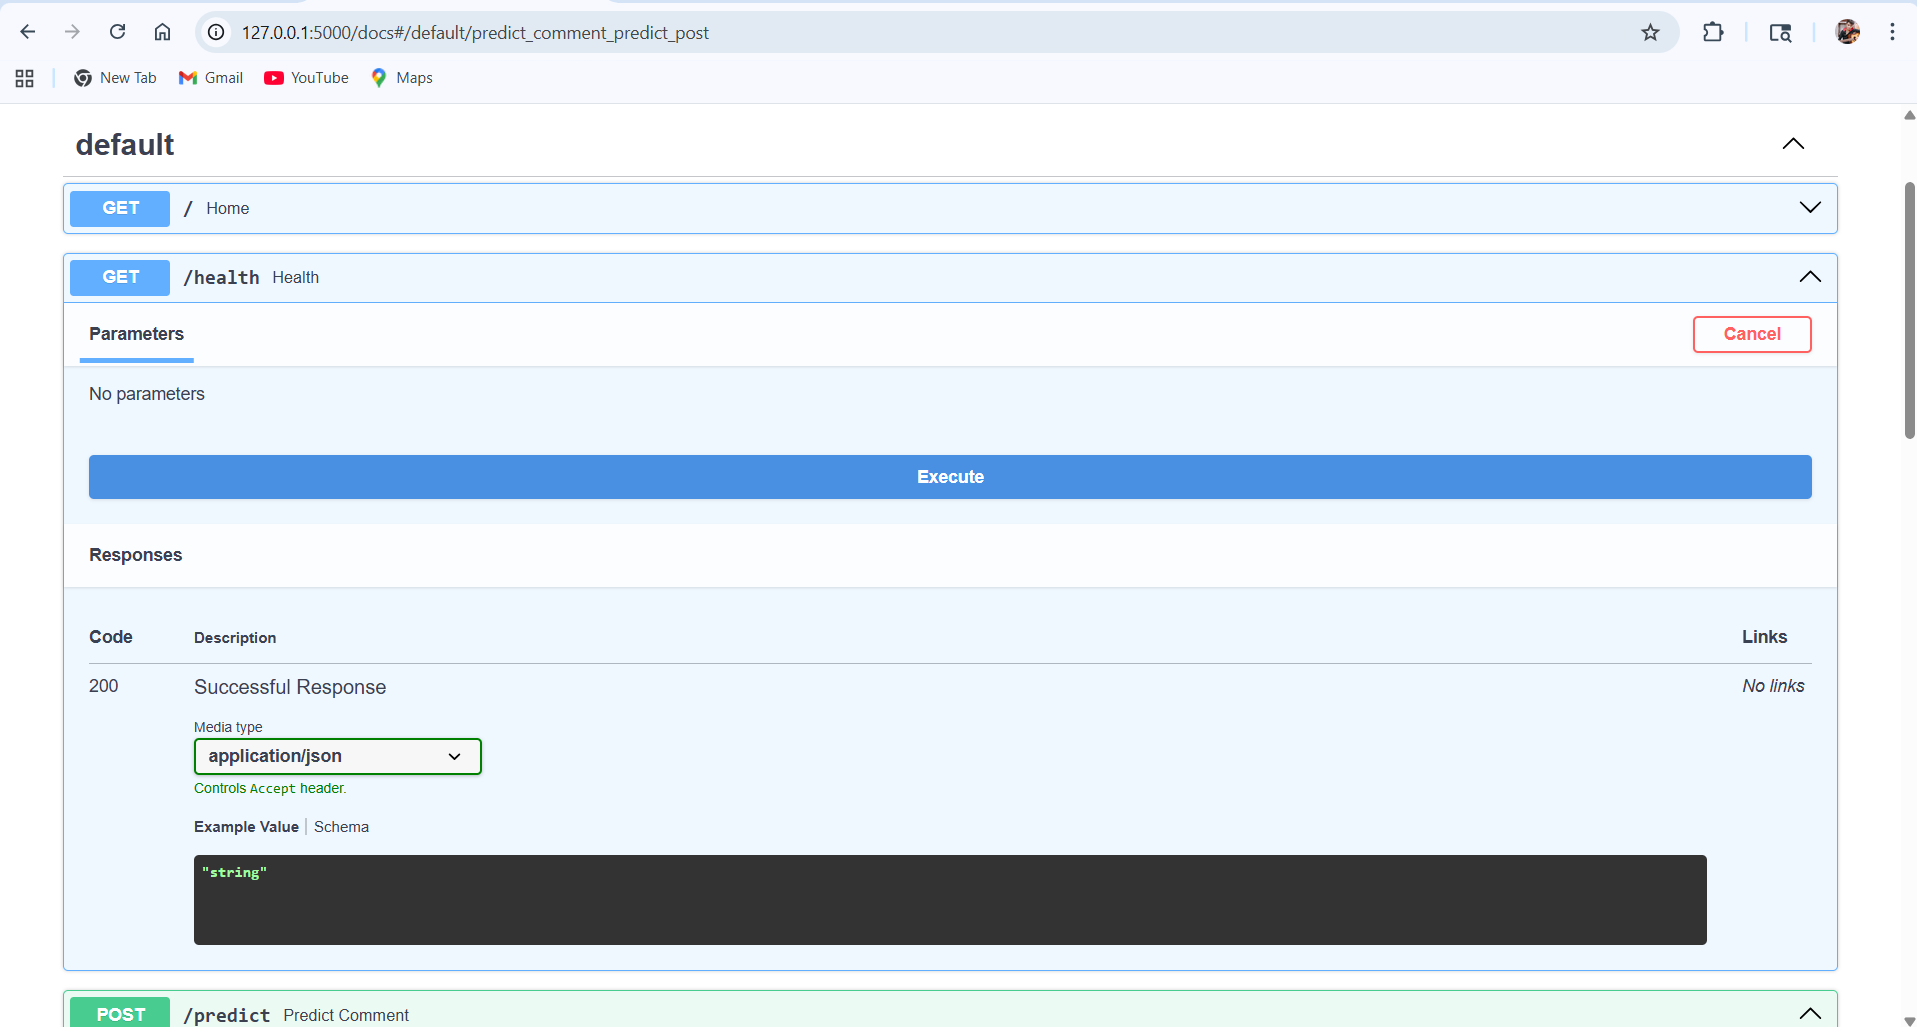 127.0.0.1:5000/docs#/default/predict_comment_predict_post
New Tab Gmail YouTube Maps
default
GET / Home
GET /health Health
Parameters Cancel
No parameters
Execute
Responses
Code Description Links
200 Successful Response No links
Media type
application/json
Controls Accept header.
Example Value | Schema
"string"
POST /predict Predict Comment